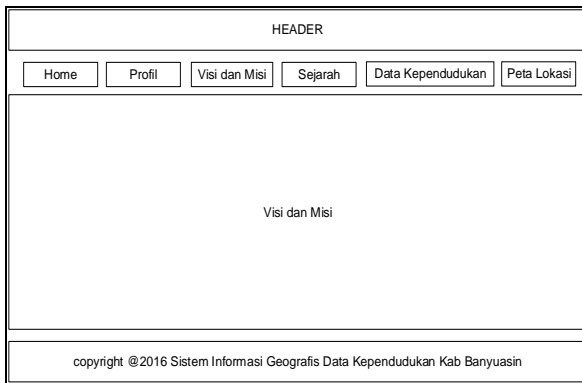 HEADER
Home Profil Visi dan Misi Sejarah Data Kependudukan Peta Lokasi
Visi dan Misi
copyright @2016 Sistem Informasi Geografis Data Kependudukan Kab Banyuasin